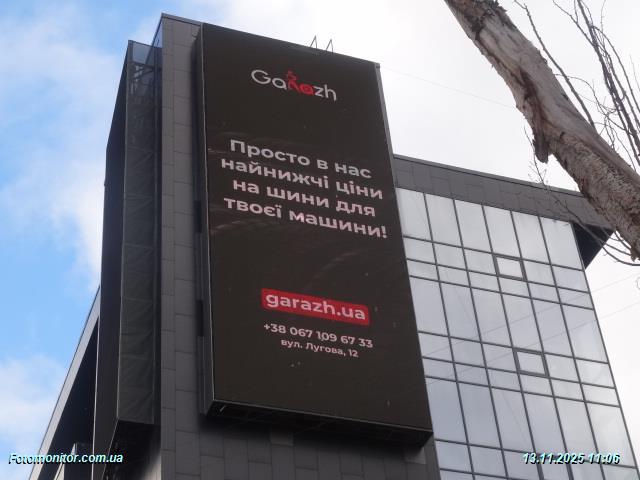 Garazh
Просто в нас
найнижчі ціни
на шини для
твоєї машини!
garazh.ua
+38 067 109 67 33
вул. Лугова, 12
Fotomonitor.com.ua
13.11.2025 11:06